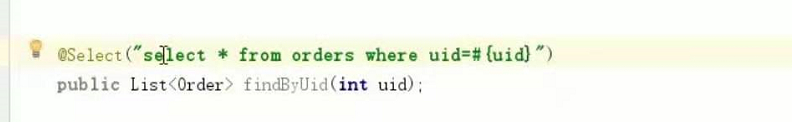 @Select("select * from orders where uid=#{uid}")
public List<Order> findByUid(int uid);